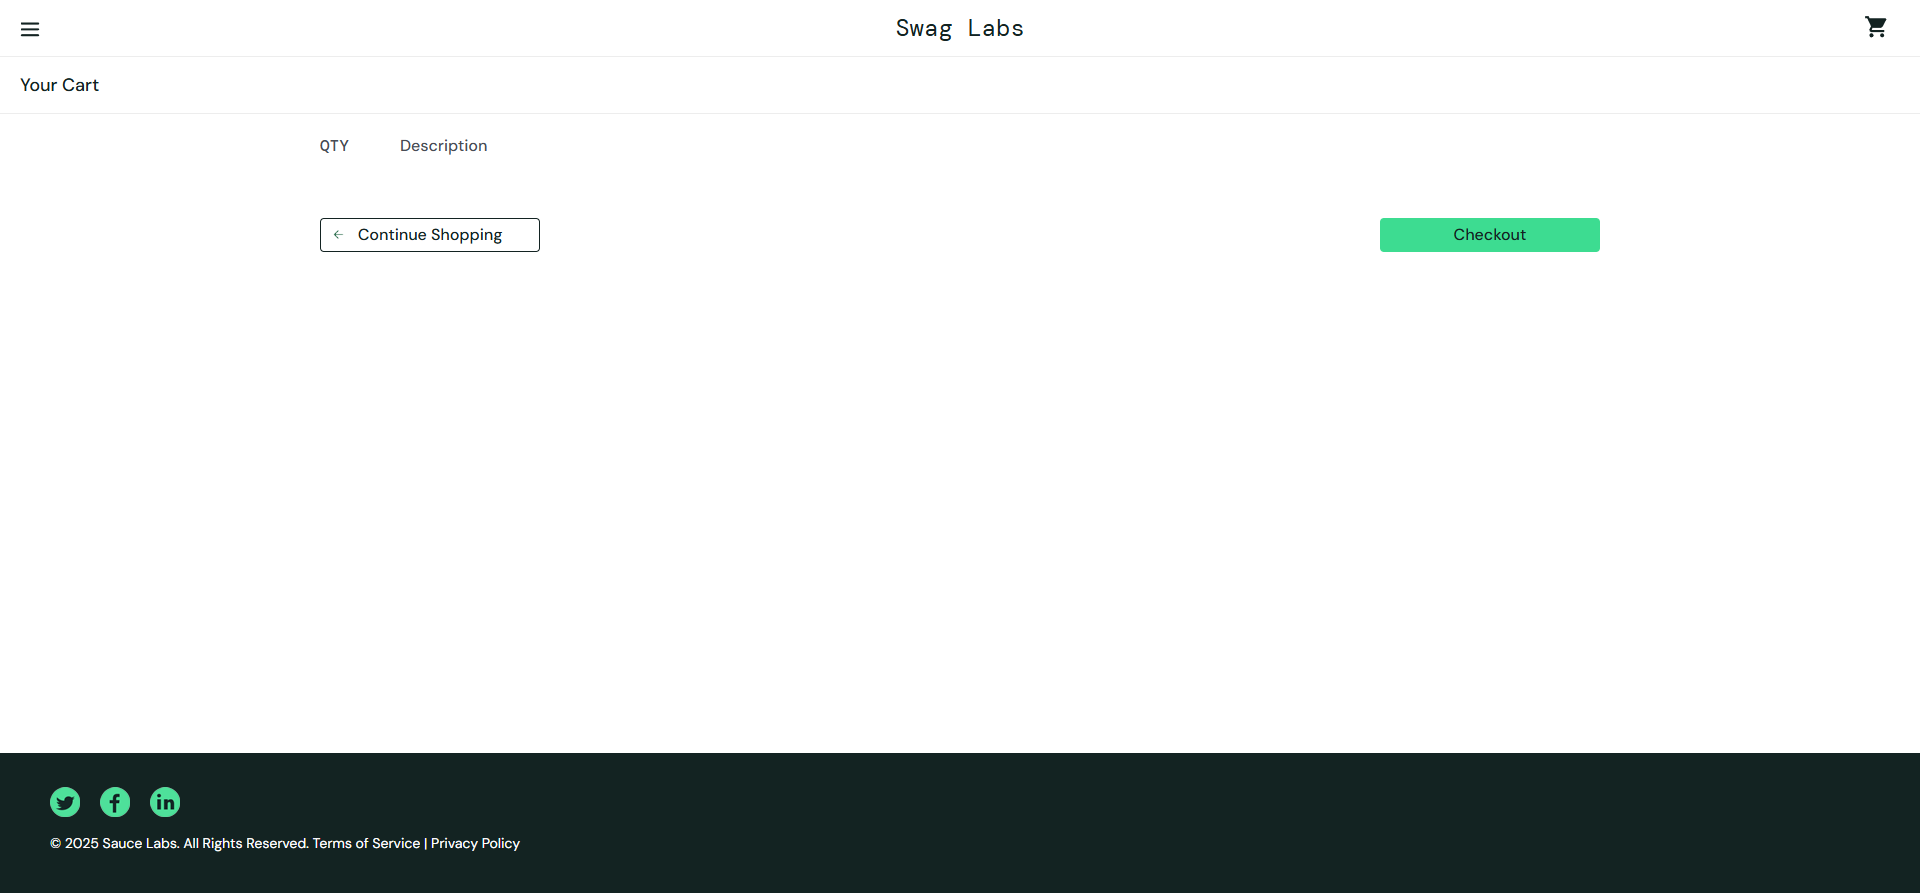 Swag Labs
Your Cart
QTY Description
Continue Shopping
Checkout
© 2025 Sauce Labs. All Rights Reserved. Terms of Service | Privacy Policy